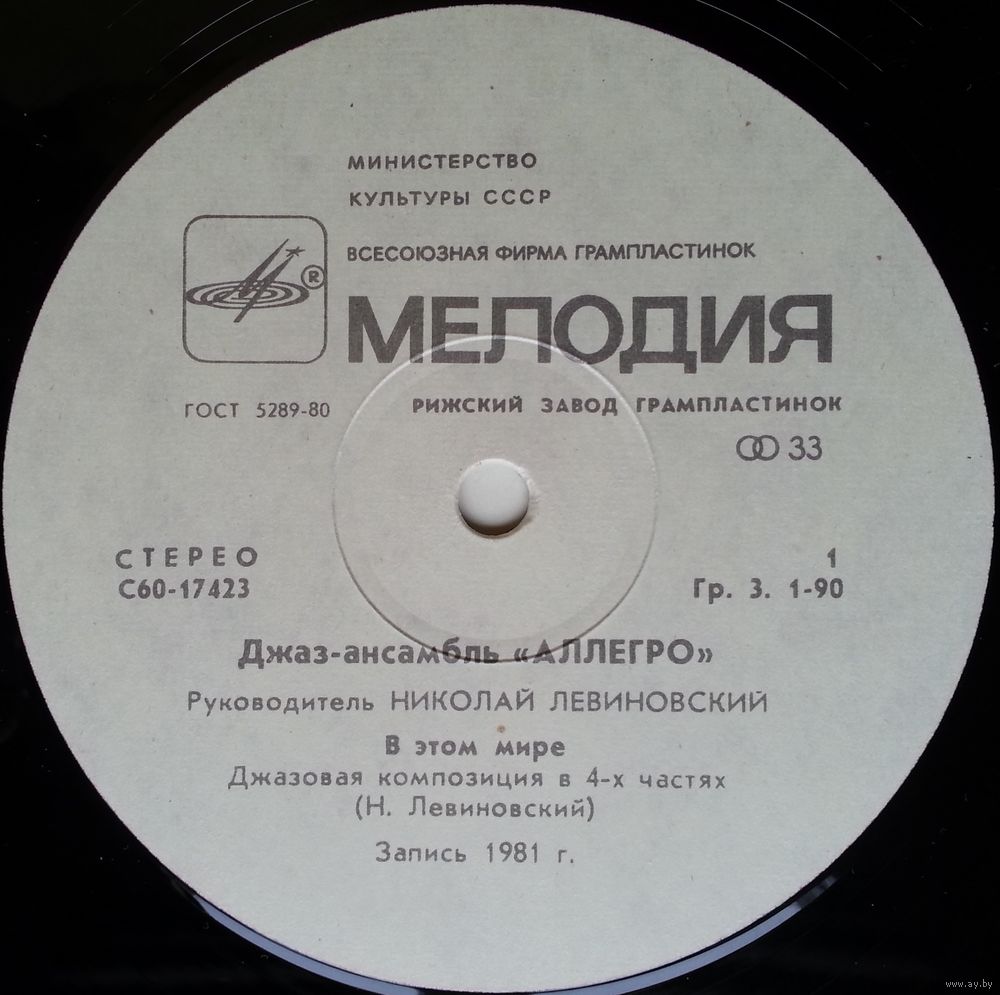 МИНИСТЕРСТВО
КУЛЬТУРЫ СССР
ВСЕСОЮЗНАЯ ФИРМА ГРАМПЛАСТИНОК
®
МЕЛОДИЯ
ГОСТ 5289-80
РИЖСКИЙ ЗАВОД ГРАМПЛАСТИНОК
33
СТЕРЕО
1
С60-17423
Гр. 3. 1-90
Джаз-ансамбль «АЛЛЕГРО»
Руководитель НИКОЛАЙ ЛЕВИНОВСКИЙ
В этом мире
Джазовая композиция в 4-х частях
(Н. Левиновский)
Запись 1981 г.
www.ay.by